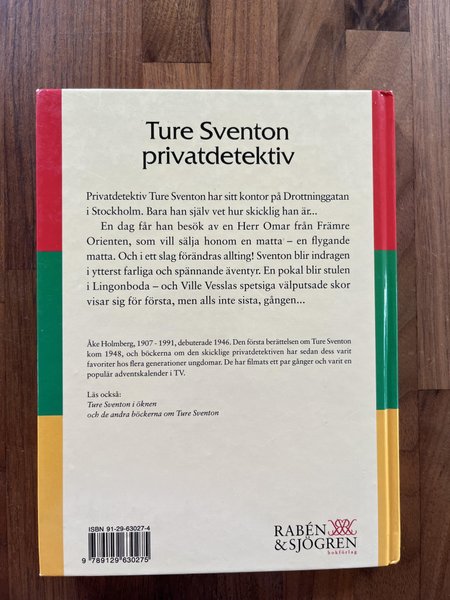 Ture Sventon
privatdetektiv
Privatdetektiv Ture Sventon har sitt kontor på Drottninggatan
i Stockholm. Bara han själv vet hur skicklig han är...
En dag får han besök av en Herr Omar från Främre
Orienten, som vill sälja honom en matta – en flygande
matta. Och i ett slag förändras allting! Sventon blir indragen
i ytterst farliga och spännande äventyr. En pokal blir stulen
i Lingonboda – och Ville Vesslas spetsiga välputsade skor
visar sig för första, men alls inte sista, gången...
Åke Holmberg, 1907 - 1991, debuterade 1946. Den första berättelsen om Ture Sventon
kom 1948, och böckerna om den skicklige privatdetektiven har sedan dess varit
favoriter hos flera generationer ungdomar. De har filmats ett par gånger och varit en
populär adventskalender i TV.
Läs också:
Ture Sventon i öknen
och de andra böckerna om Ture Sventon
ISBN 91-29-63027-4
9 789129 630275
RABÉN
& SJÖGREN
bokförlag